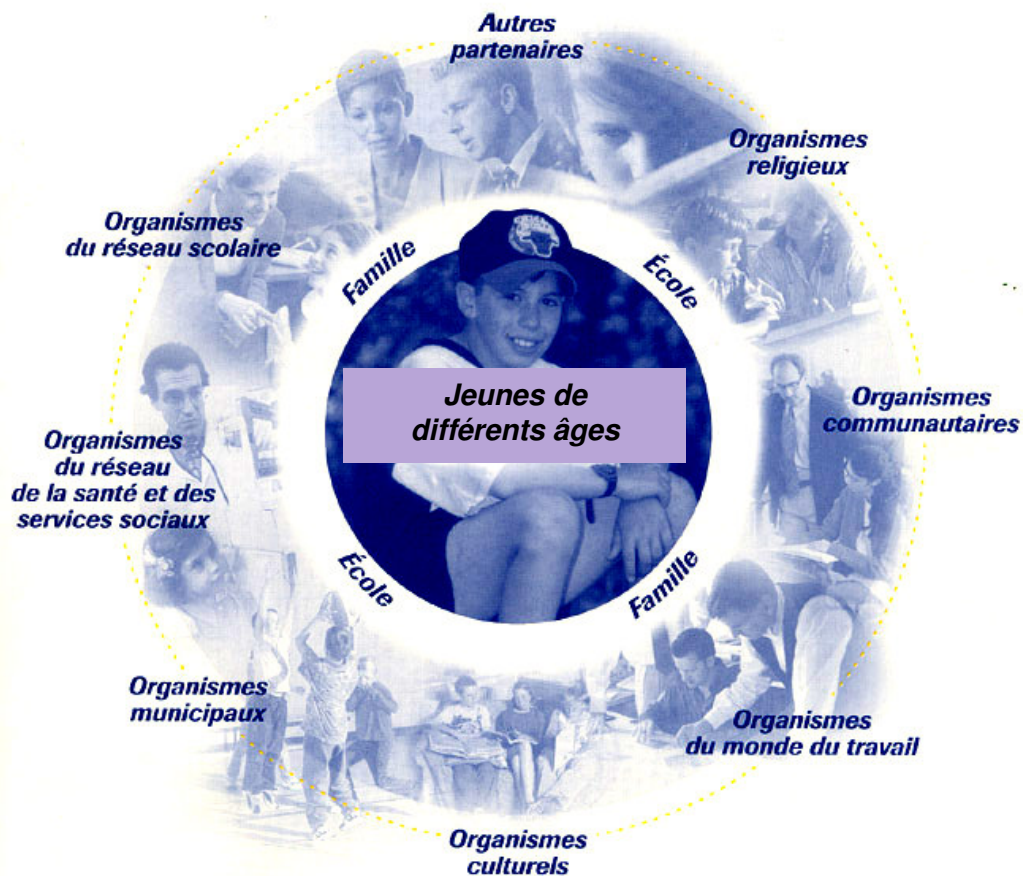 Autres
partenaires
Organismes
religieux
Organismes
du réseau scolaire
Famille
École
Jeunes de
différents âges
Organismes
communautaires
Organismes
du réseau
de la santé et des
services sociaux
École
Famille
Organismes
municipaux
Organismes
du monde du travail
Organismes
culturels